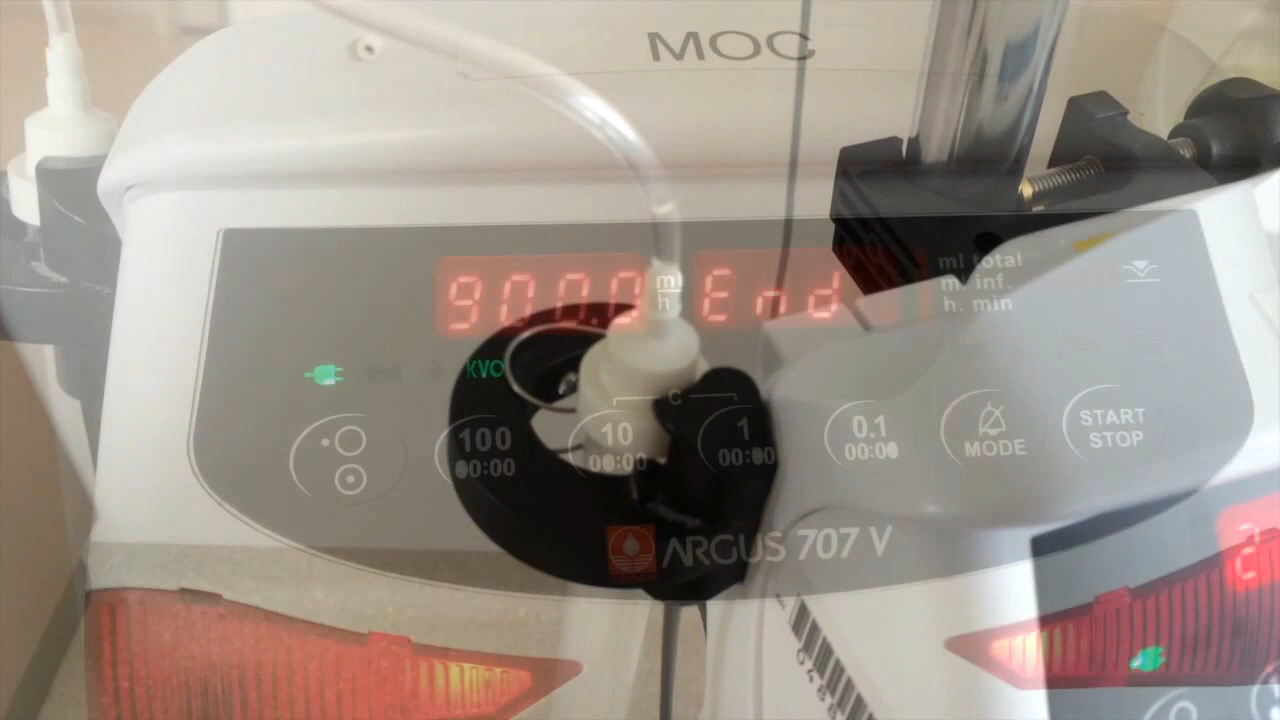 MOC
900.0 ml/h End
ml total
ml inf.
h. min
KVO
C
100 10 1 0.1
00:00 00:00 00:00 00:00
MODE
START
STOP
ARGUS 707 V
2